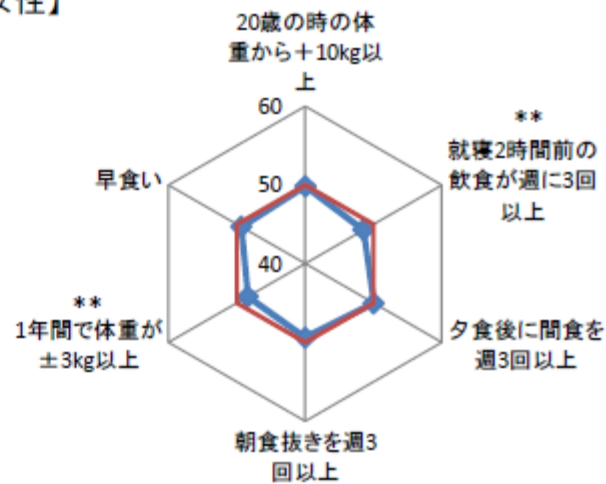 性】
20歳の時の体
重から＋10kg以
上
60
**
就寝2時間前の
飲食が週に3回
以上
早食い
50
40
**
1年間で体重が
±3kg以上
夕食後に間食を
週3回以上
朝食抜きを週3
回以上